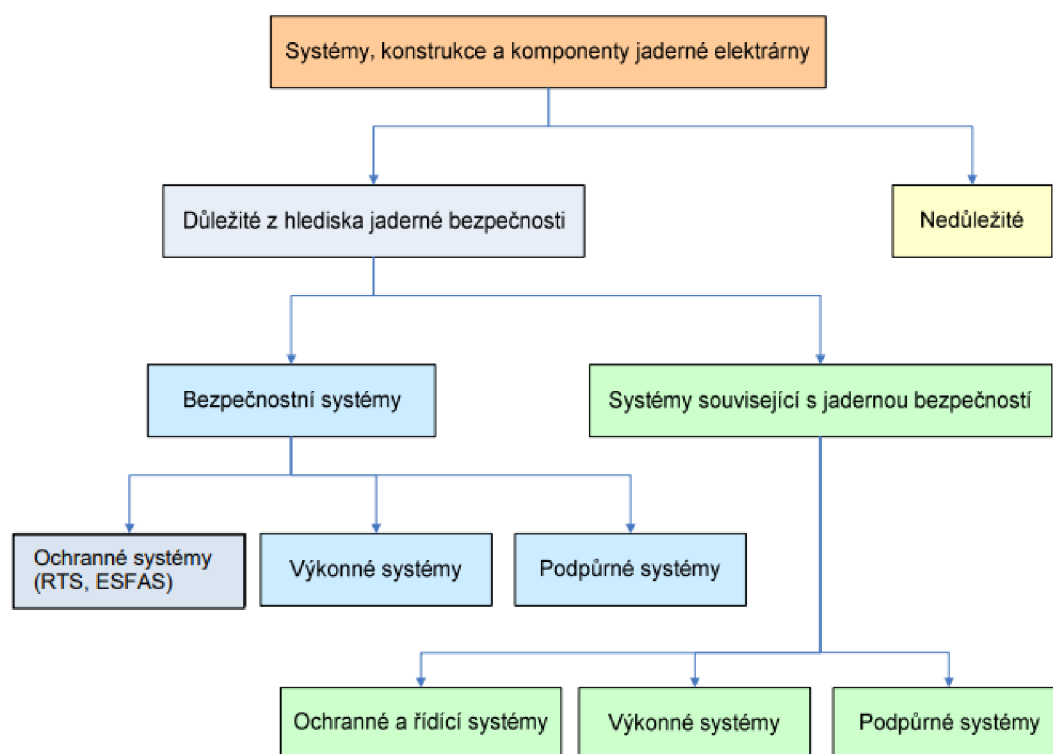 Systémy, konstrukce a komponenty jaderné elektrárny
Důležité z hlediska jaderné bezpečnosti
Nedůležité
Bezpečnostní systémy
Systémy související s jadernou bezpečností
Ochranné systémy
(RTS, ESFAS)
Výkonné systémy
Podpůrné systémy
Ochranné a řídící systémy
Výkonné systémy
Podpůrné systémy